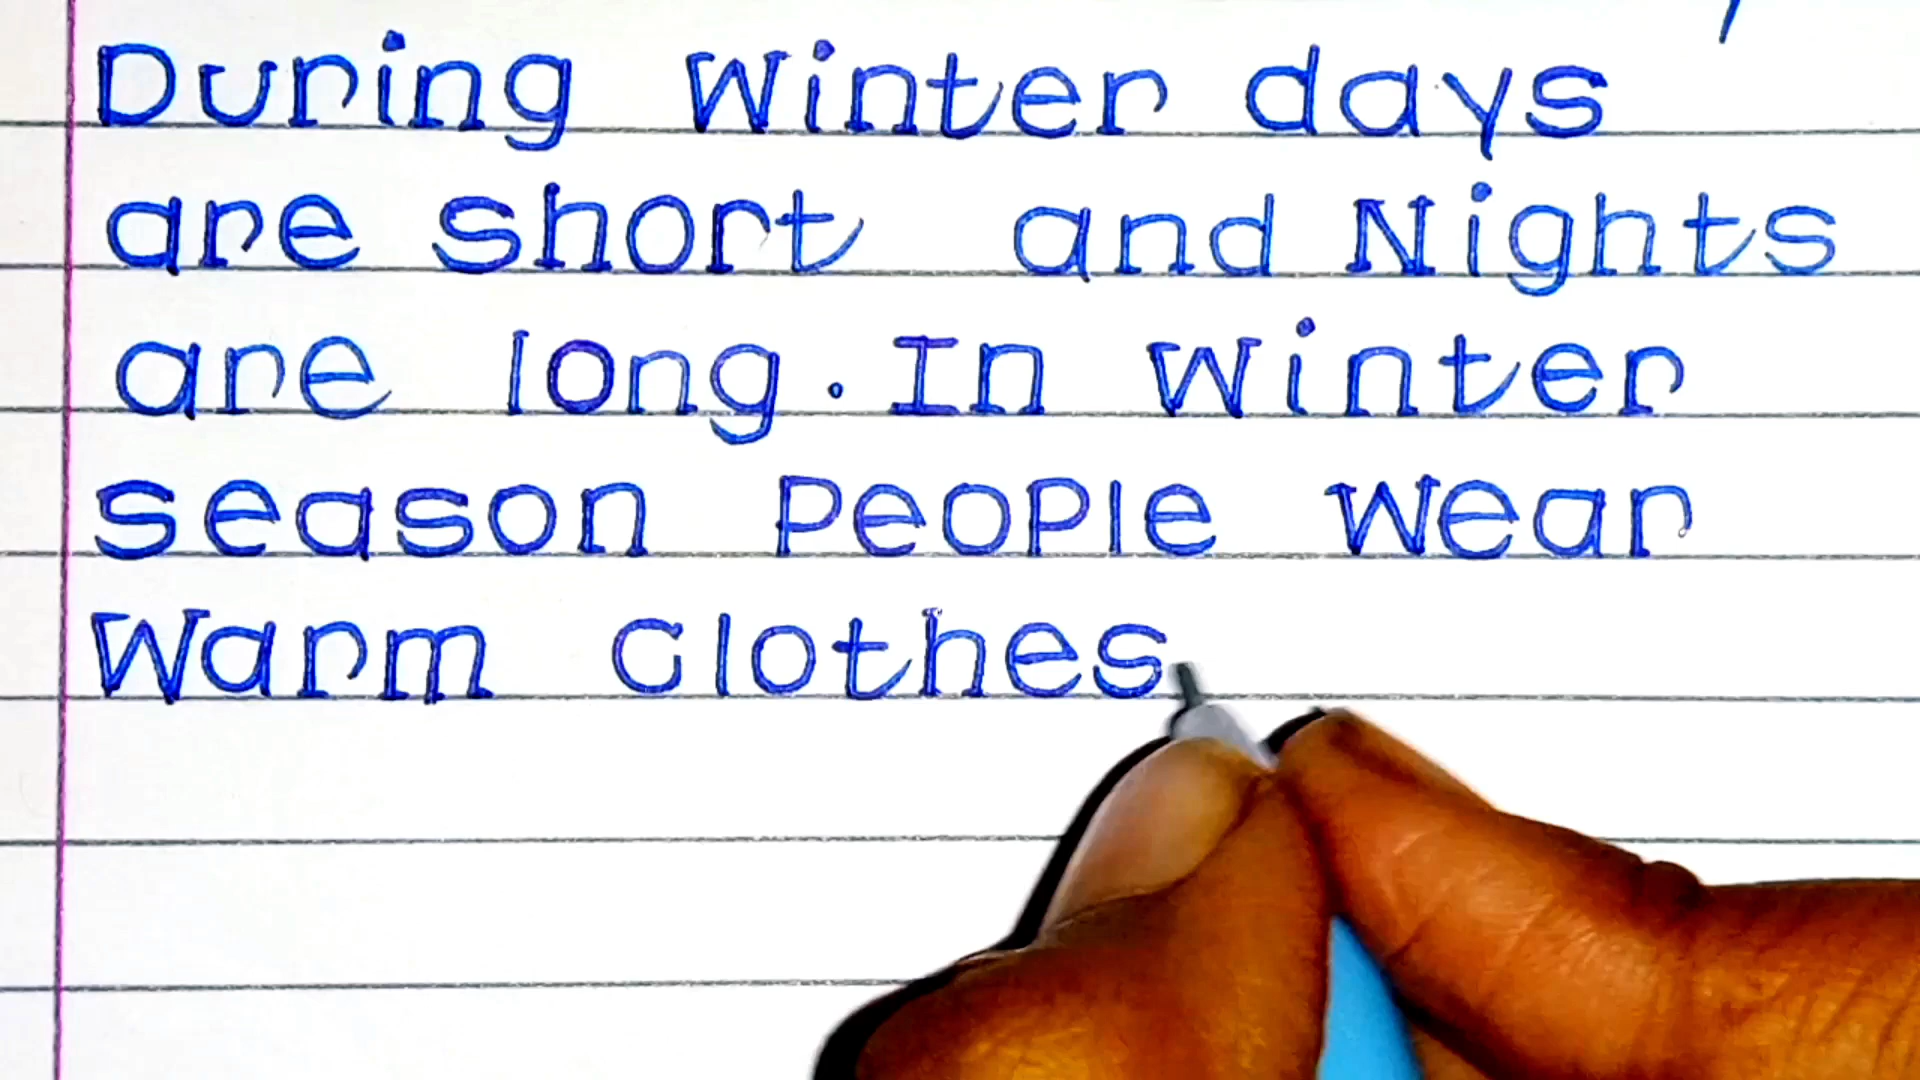 During Winter days
are short and Nights
are long. In Winter
season People Wear
Warm Clothes